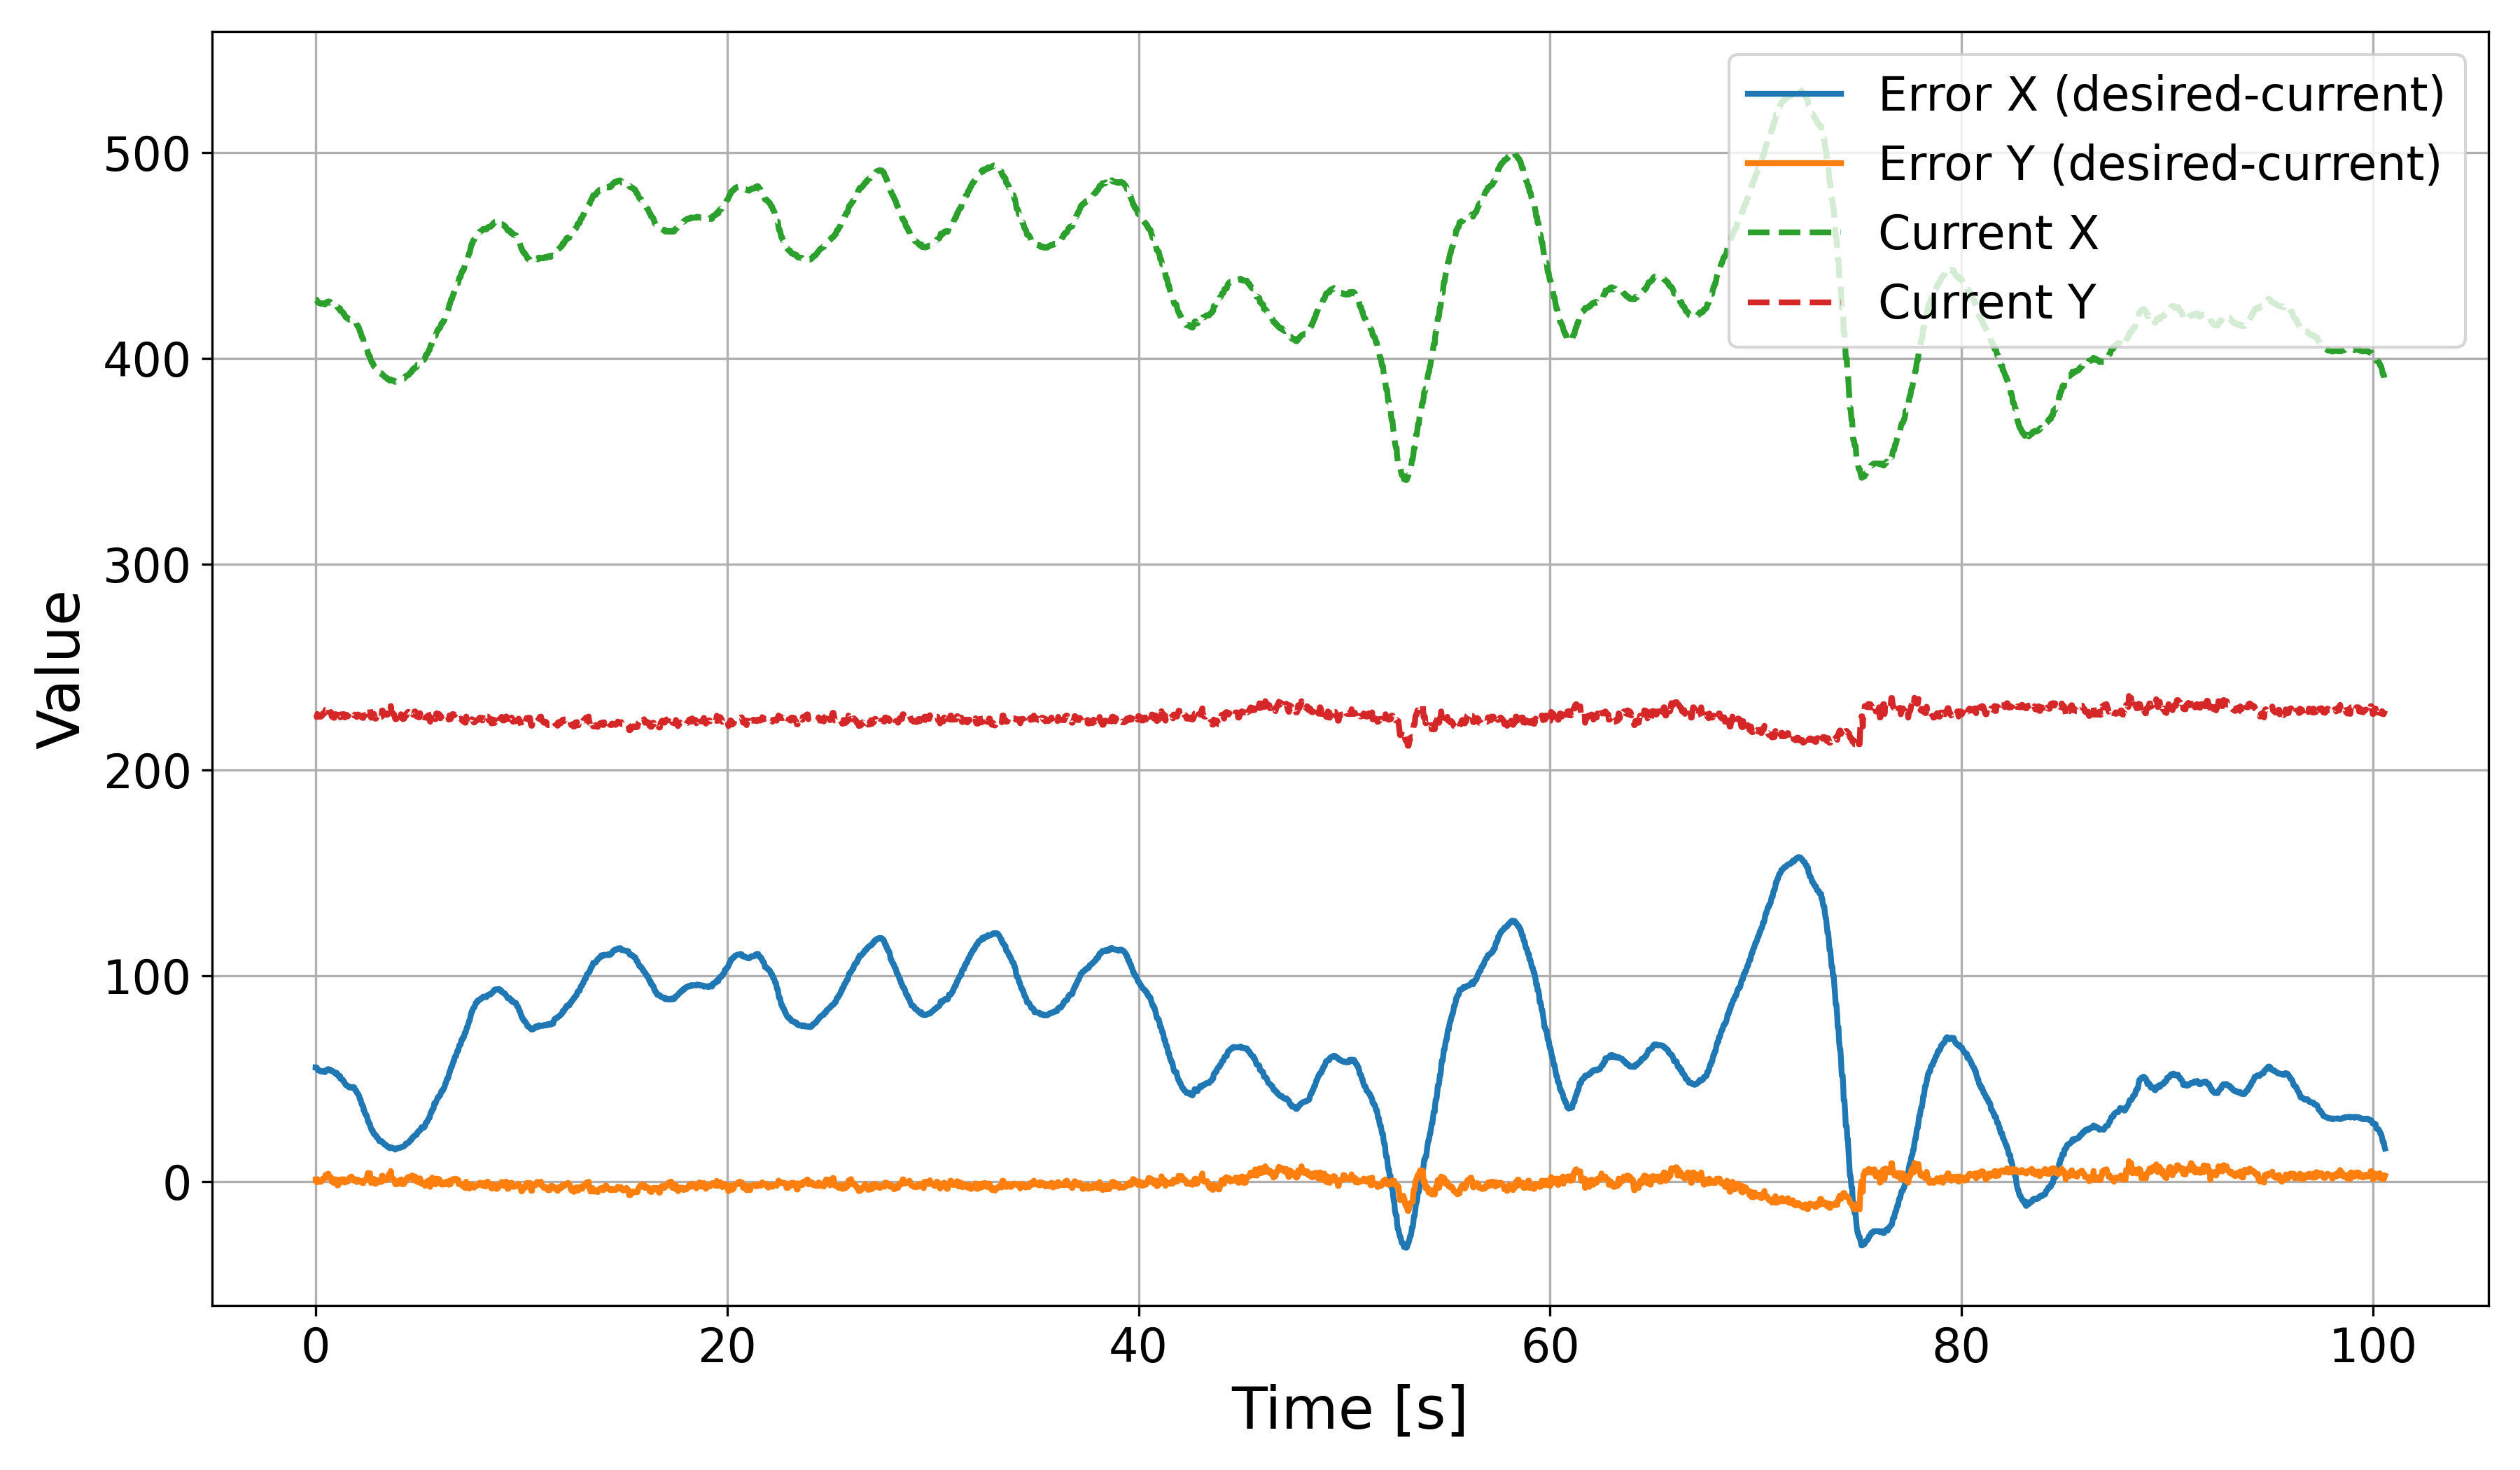 Error X (desired-current)
Error Y (desired-current)
Current X
Current Y
500
400
300
200
100
0
Value
0 20 40 60 80 100
Time [s]